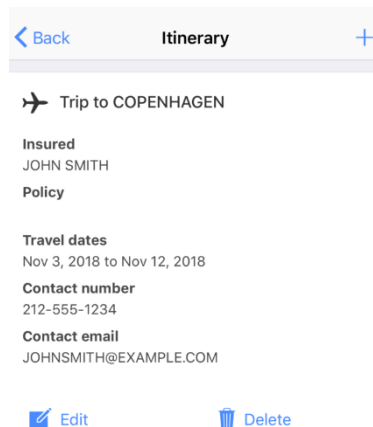 Back Itinerary +
Trip to COPENHAGEN
Insured
JOHN SMITH
Policy
Travel dates
Nov 3, 2018 to Nov 12, 2018
Contact number
212-555-1234
Contact email
JOHNSMITH@EXAMPLE.COM
Edit Delete